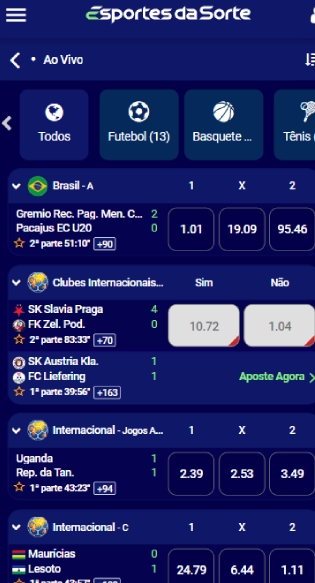 Esportes da Sorte
• Ao Vivo
Todos
Futebol (13)
Basquete ...
Tênis
Brasil - A 1 X 2
Gremio Rec. Pag. Men. C... 2
Pacajus EC U20 0
1.01 19.09 95.46
2ª parte 51:10" +90
Clubes Internacionais... Sim Não
SK Slavia Praga 4
FK Zel. Pod. 0
10.72 1.04
2ª parte 83:33" +70
SK Austria Kla. 1
FC Liefering 1
Aposte Agora
1ª parte 39:56" +163
Internacional - Jogos A... 1 X 2
Uganda 1
Rep. da Tan. 1
2.39 2.53 3.49
1ª parte 43:23" +94
Internacional - C 1 X 2
Maurícias 0
Lesoto 1
24.79 6.44 1.11